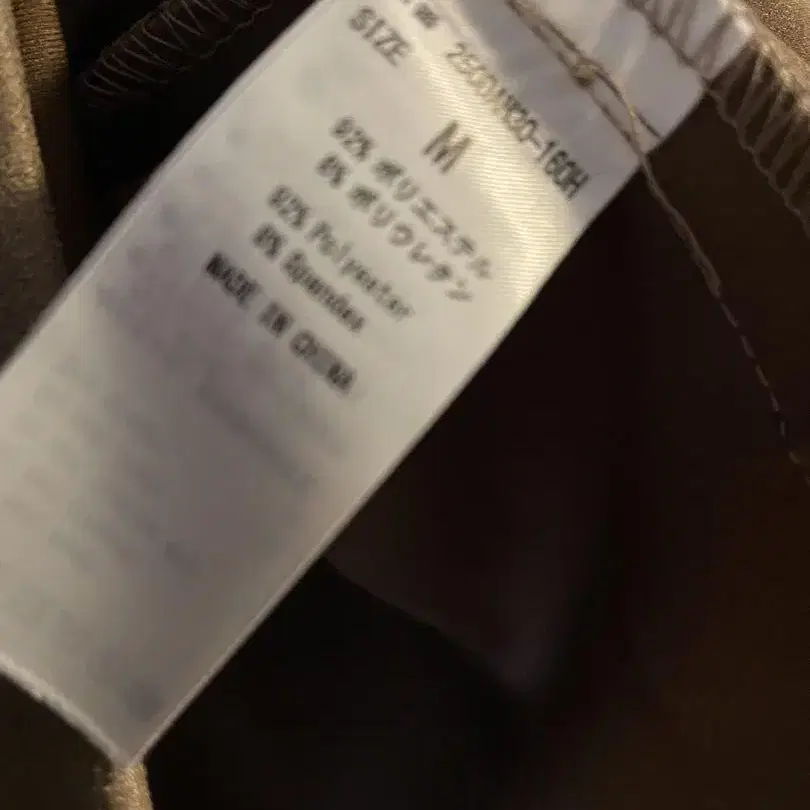 SIZE
M
92% ポリエステル
8% ポリウレタン
92% Polyester
8% Spandex
MADE IN CHINA